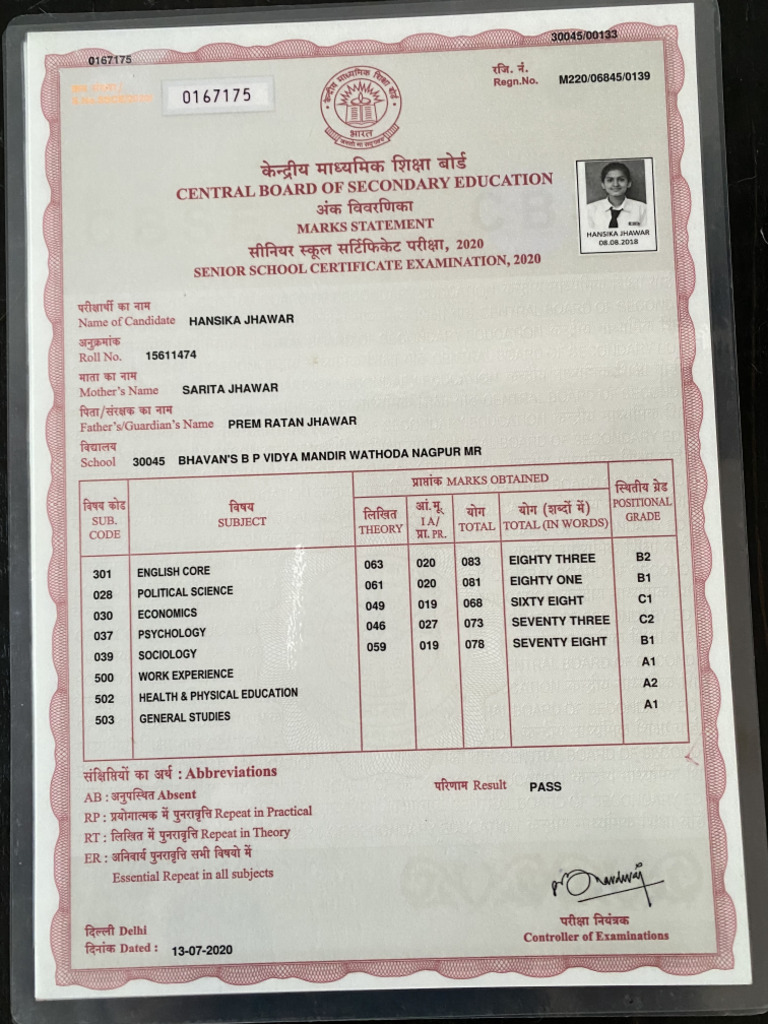 30045/00133
0167175
0167175
रजि. नं.
Regn.No. M220/06845/0139
केन्द्रीय माध्यमिक शिक्षा बोर्ड
भारत
केन्द्रीय माध्यमिक शिक्षा बोर्ड
CENTRAL BOARD OF SECONDARY EDUCATION
अंक विवरणिका
MARKS STATEMENT
सीनियर स्कूल सर्टिफिकेट परीक्षा, 2020
SENIOR SCHOOL CERTIFICATE EXAMINATION, 2020
HANSIKA JHAWAR
08.08.2018
परीक्षार्थी का नाम
Name of Candidate HANSIKA JHAWAR
अनुक्रमांक
Roll No. 15611474
माता का नाम
Mother's Name SARITA JHAWAR
पिता/संरक्षक का नाम
Father's/Guardian's Name PREM RATAN JHAWAR
विद्यालय
School 30045 BHAVAN'S B P VIDYA MANDIR WATHODA NAGPUR MR
विषय कोड SUB. CODE
विषय SUBJECT
प्राप्तांक MARKS OBTAINED
लिखित THEORY
आं.मू. I A/ प्रा. PR.
योग TOTAL
योग (शब्दों में) TOTAL (IN WORDS)
स्थितीय ग्रेड POSITIONAL GRADE
301 ENGLISH CORE 063 020 083 EIGHTY THREE B2
028 POLITICAL SCIENCE 061 020 081 EIGHTY ONE B1
030 ECONOMICS 049 019 068 SIXTY EIGHT C1
037 PSYCHOLOGY 046 027 073 SEVENTY THREE C2
039 SOCIOLOGY 059 019 078 SEVENTY EIGHT B1
500 WORK EXPERIENCE A1
502 HEALTH & PHYSICAL EDUCATION A2
503 GENERAL STUDIES A1
संक्षिप्तियों का अर्थ : Abbreviations
AB : अनुपस्थित Absent
परिणाम Result PASS
RP : प्रयोगात्मक में पुनरावृत्ति Repeat in Practical
RT : लिखित में पुनरावृत्ति Repeat in Theory
ER : अनिवार्य पुनरावृत्ति सभी विषयो में
Essential Repeat in all subjects
दिल्ली Delhi
दिनांक Dated : 13-07-2020
परीक्षा नियंत्रक
Controller of Examinations